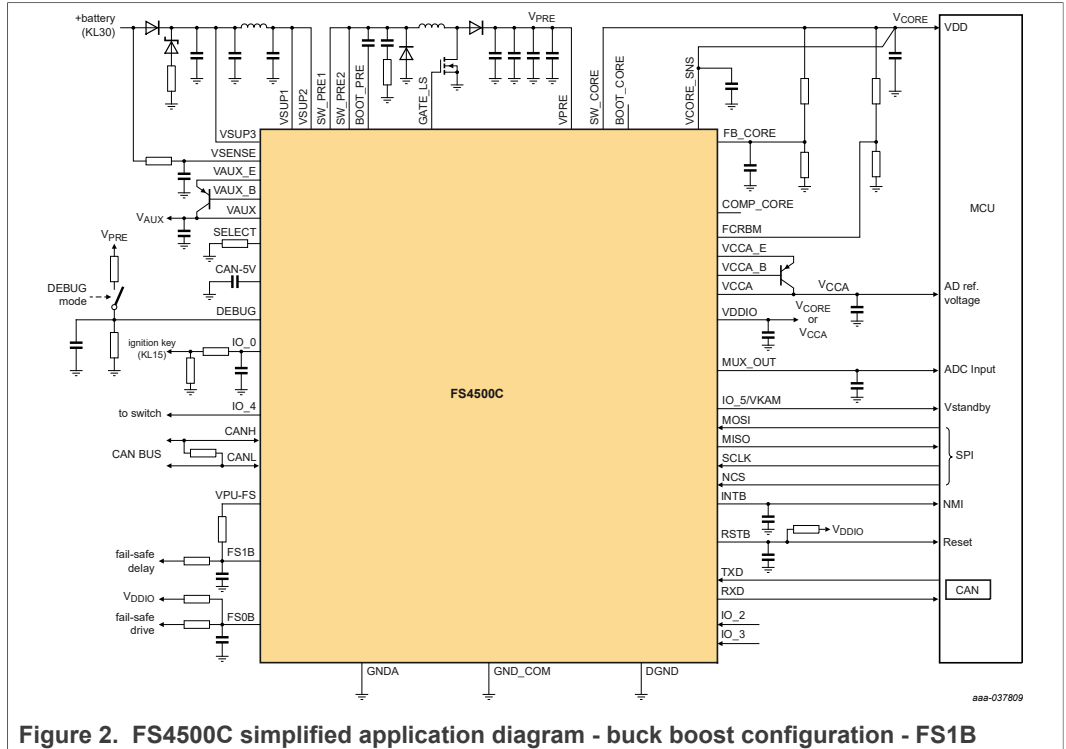 +battery
(KL30)
VPRE
VCORE
VDD
VSUP1
VSUP2
SW_PRE1
SW_PRE2
BOOT_PRE
GATE_LS
VPRE
SW_CORE
BOOT_CORE
VCORE_SNS
VSUP3
VSENSE
VAUX_E
VAUX_B
VAUX
VAUX
SELECT
VPRE
CAN-5V
DEBUG
mode
DEBUG
ignition key
(KL15)
IO_0
to switch
IO_4
CANH
CAN BUS
CANL
VPU-FS
fail-safe
delay
FS1B
VDDIO
fail-safe
drive
FS0B
FS4500C
GNDA
GND_COM
DGND
FB_CORE
COMP_CORE
FCRBM
VCCA_E
VCCA_B
VCCA
VCCA
VDDIO
VCORE
or
VCCA
MUX_OUT
IO_5/VKAM
MOSI
MISO
SCLK
NCS
INTB
RSTB
VDDIO
TXD
RXD
IO_2
IO_3
MCU
AD ref.
voltage
ADC Input
Vstandby
SPI
NMI
Reset
CAN
aaa-037809
Figure 2. FS4500C simplified application diagram - buck boost configuration - FS1B